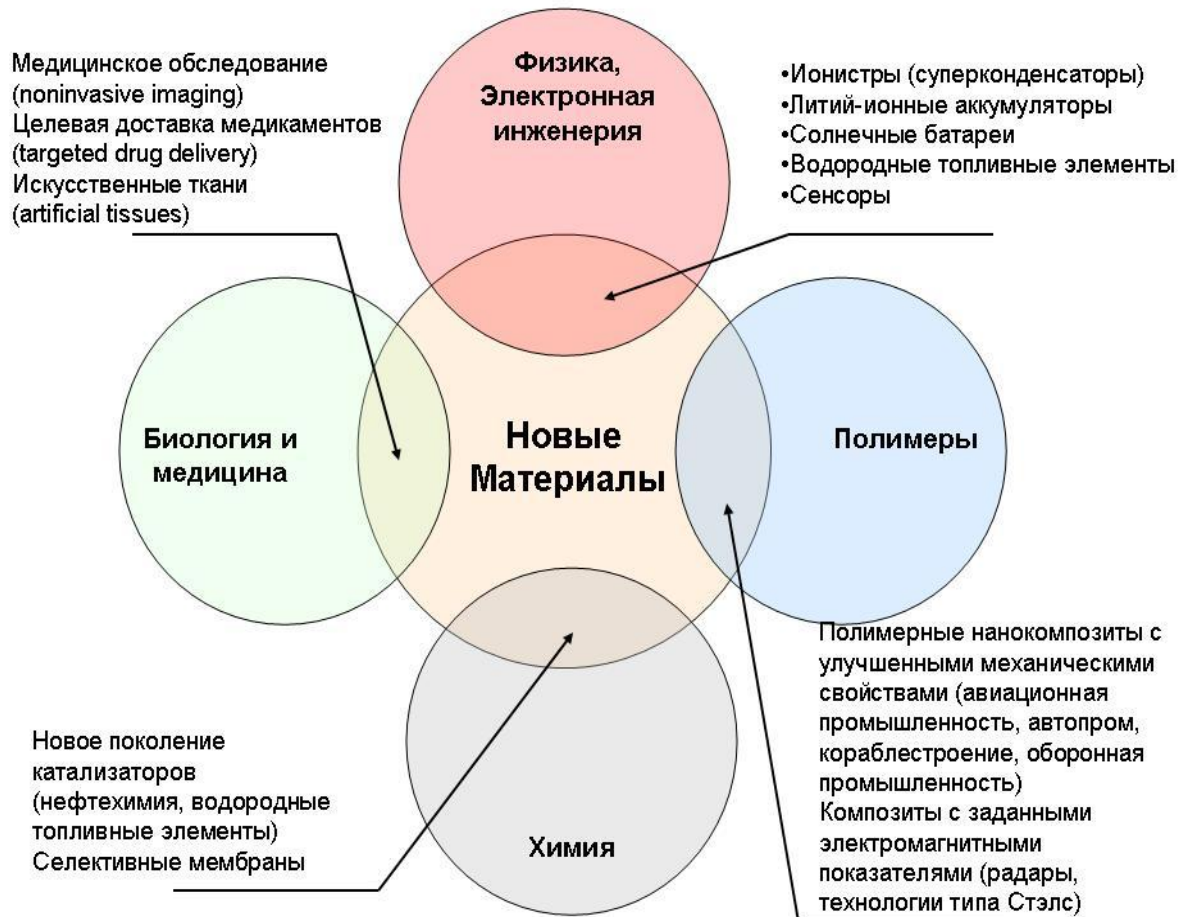 Медицинское обследование
(noninvasive imaging)
Целевая доставка медикаментов
(targeted drug delivery)
Искусственные ткани
(artificial tissues)
Физика,
Электронная
инженерия
•Ионистры (суперконденсаторы)
•Литий-ионные аккумуляторы
•Солнечные батареи
•Водородные топливные элементы
•Сенсоры
Биология и
медицина
Новые
Материалы
Полимеры
Новое поколение
катализаторов
(нефтехимия, водородные
топливные элементы)
Селективные мембраны
Химия
Полимерные нанокомпозиты с
улучшенными механическими
свойствами (авиационная
промышленность, автопром,
кораблестроение, оборонная
промышленность)
Композиты с заданными
электромагнитными
показателями (радары,
технологии типа Стэлс)